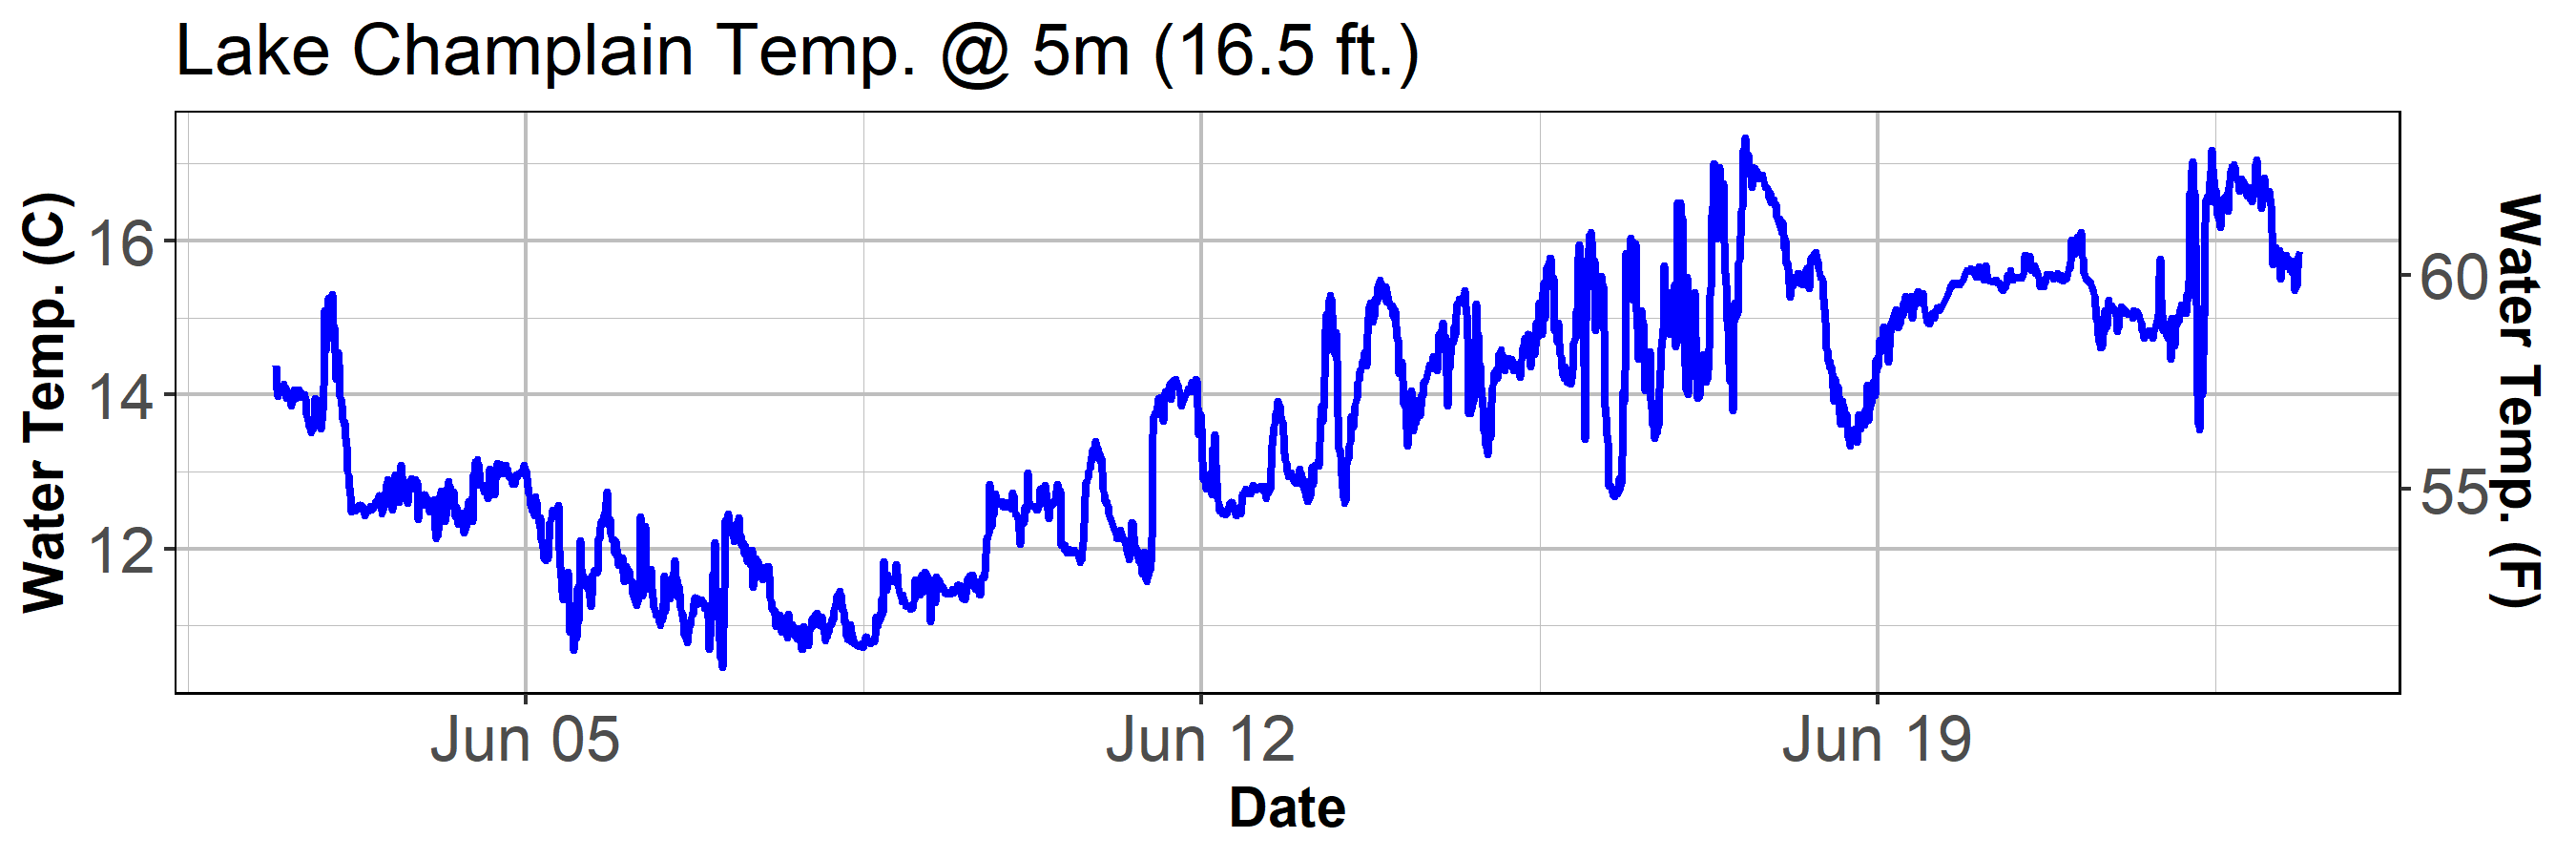 Lake Champlain Temp. @ 5m (16.5 ft.)
Water Temp. (C)
16
14
12
60
55
Water Temp. (F)
Jun 05
Jun 12
Jun 19
Date